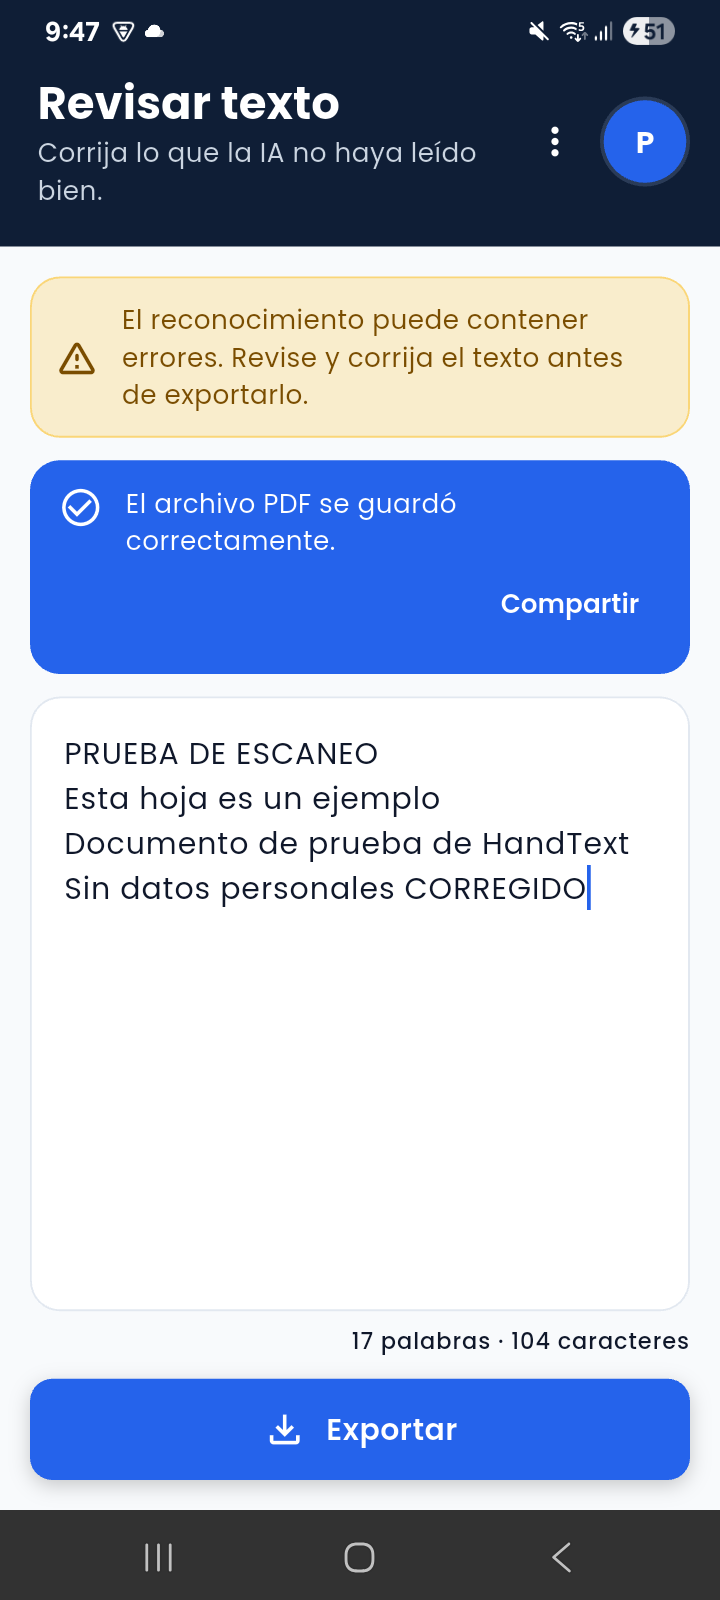 9:47
51
Revisar texto
Corrija lo que la IA no haya leído
bien.
P
El reconocimiento puede contener
errores. Revise y corrija el texto antes
de exportarlo.
El archivo PDF se guardó
correctamente.
Compartir
PRUEBA DE ESCANEO
Esta hoja es un ejemplo
Documento de prueba de HandText
Sin datos personales CORREGIDO
17 palabras · 104 caracteres
Exportar